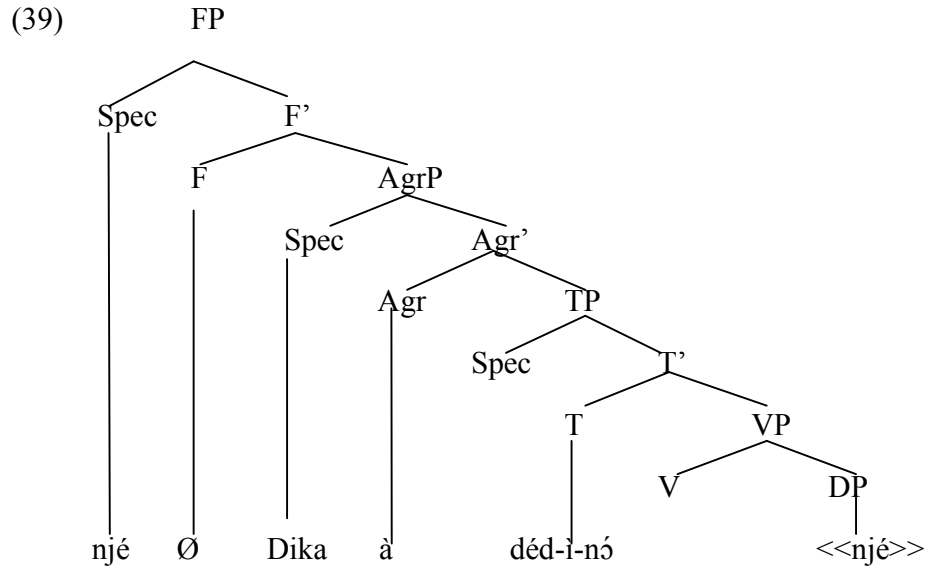 (39) FP
Spec F’
F AgrP
Spec Agr’
Agr TP
Spec T’
T VP
V DP
njé Ø Dika à déd-ì-nɔ́ <<njé>>